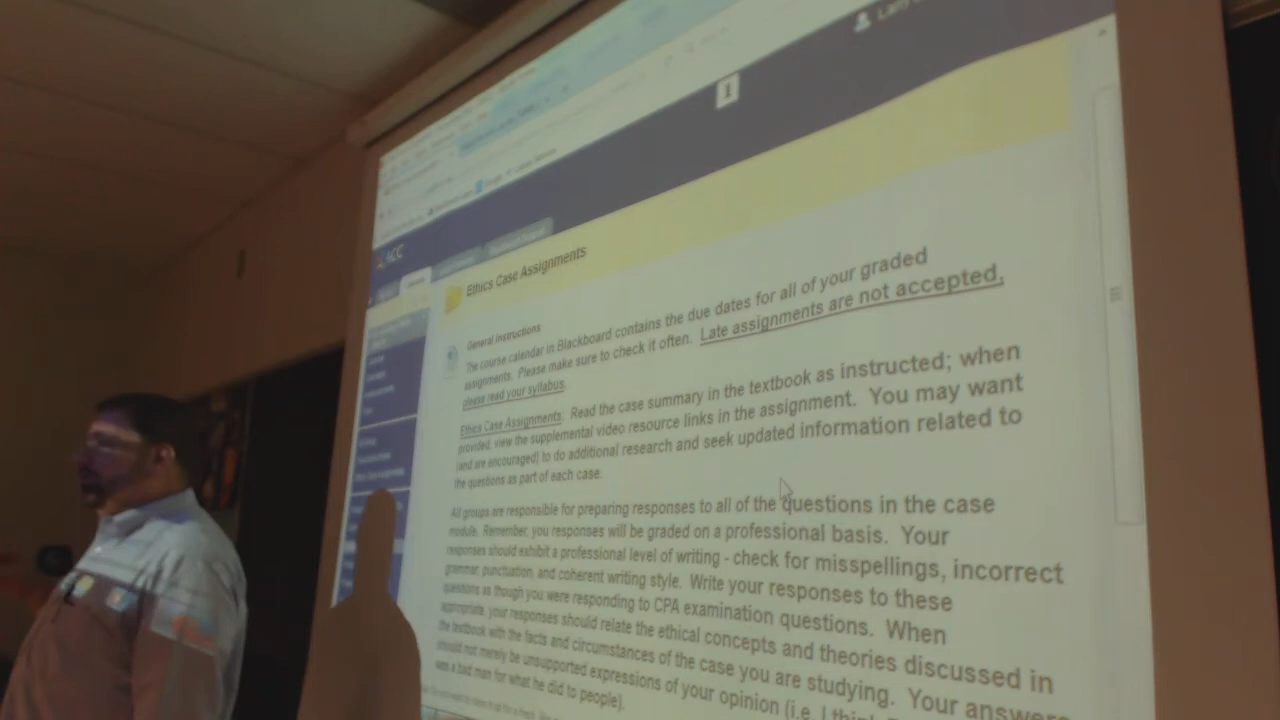 1
ACC
Ethics Case Assignments
General Instructions
The course calendar in Blackboard contains the due dates for all of your graded
assignments. Please make sure to check it often. Late assignments are not accepted,
please read your syllabus.
Ethics Case Assignments. Read the case summary in the textbook as instructed; when
provided, view the supplemental video resource links in the assignment. You may want
(and are encouraged) to do additional research and seek updated information related to
the questions as part of each case.
All groups are responsible for preparing responses to all of the questions in the case
module. Remember, you responses will be graded on a professional basis. Your
responses should exhibit a professional level of writing - check for misspellings, incorrect
grammar, punctuation, and coherent writing style. Write your responses to these
questions as though you were responding to CPA examination questions. When
appropriate, your responses should relate the ethical concepts and theories discussed in
the textbook with the facts and circumstances of the case you are studying. Your answers
should not merely be unsupported expressions of your opinion (i.e. I think
was a bad man for what he did to people).